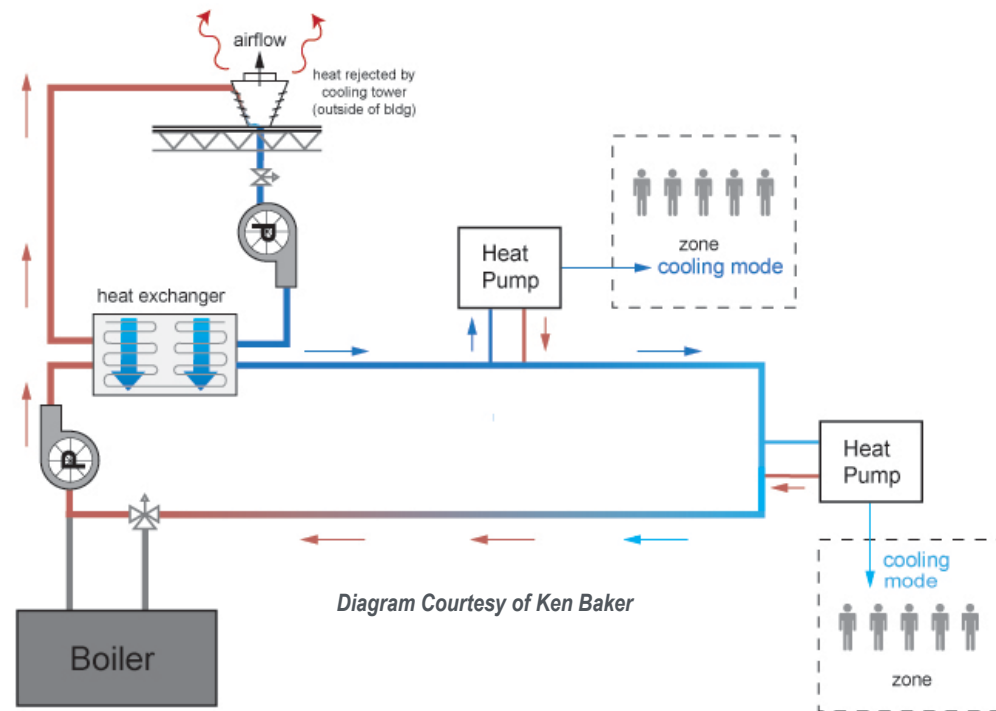 airflow
heat rejected by
cooling tower
(outside of bldg)
P
heat exchanger
Heat
Pump
zone
cooling mode
P
Heat
Pump
cooling
mode
zone
Diagram Courtesy of Ken Baker
Boiler